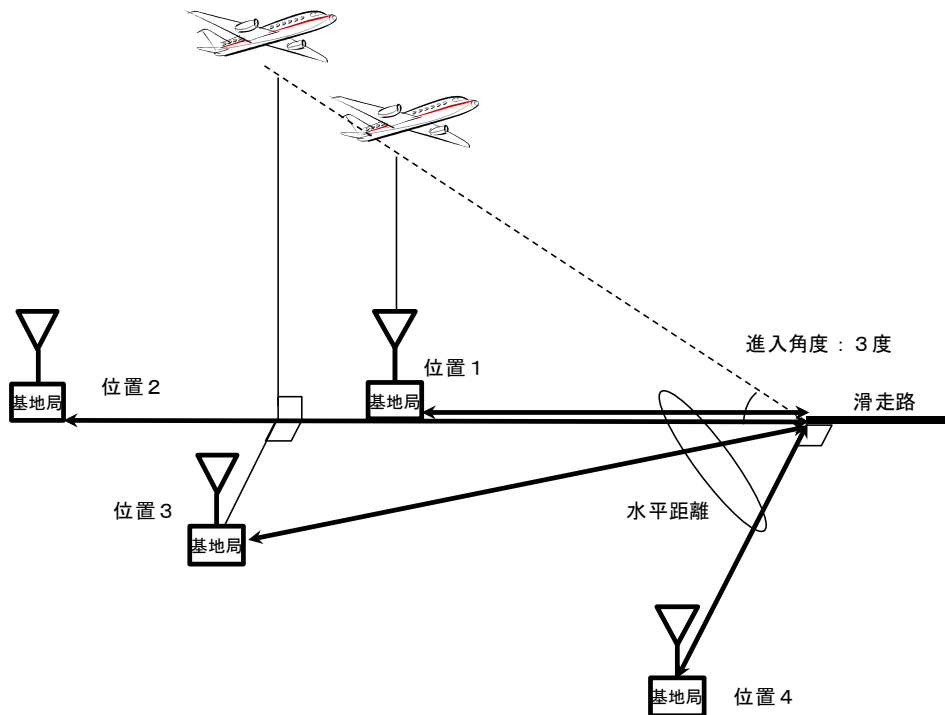 位置1
位置2
基地局
基地局
進入角度：3度
滑走路
位置3
基地局
水平距離
基地局
位置4